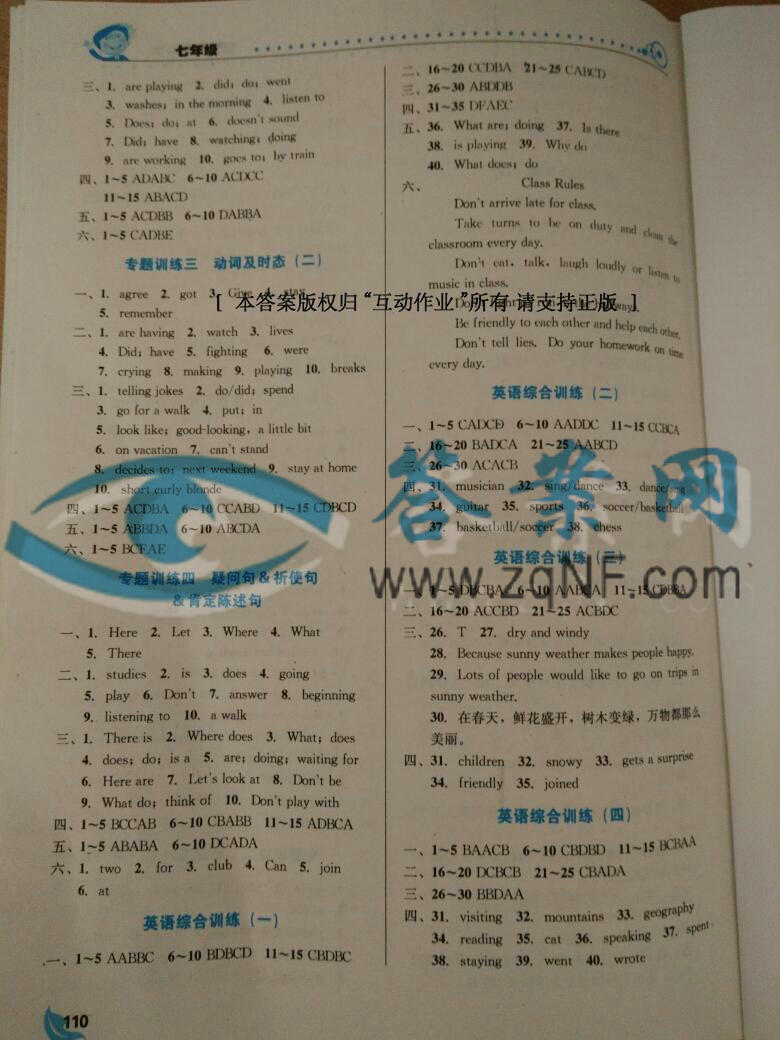 七年级
三、1. are playing 2. did; do; went
3. washes; in the morning 4. listen to
5. Does; do; at 6. doesn't sound
7. Did; have 8. watching; doing
9. are working 10. goes to; by train
四、1~5 ADABC 6~10 ACDCC
11~15 ABACD
五、1~5 ACDBB 6~10 DABBA
六、1~5 CADBE
专题训练三 动词及时态（二）
一、1. agree 2. got 3. Give 4. stay
5. remember
二、1. are having 2. watch 3. lives
4. Did; have 5. fighting 6. were
7. crying 8. making 9. playing 10. breaks
三、1. telling jokes 2. do/did; spend
3. go for a walk 4. put; in
5. look like; good-looking, a little bit
6. on vacation 7. can't stand
8. decides to; next weekend 9. stay at home
10. short curly blonde
四、1~5 ACDBA 6~10 CCABD 11~15 CDBCD
五、1~5 ABBDA 6~10 ABCDA
六、1~5 BCFAE
专题训练四 疑问句&祈使句
&肯定陈述句
一、1. Here 2. Let 3. Where 4. What
5. There
二、1. studies 2. is 3. does 4. going
5. play 6. Don't 7. answer 8. beginning
9. listening to 10. a walk
三、1. There is 2. Where does 3. What; does
4. does; do; is a 5. are; doing; waiting for
6. Here are 7. Let's look at 8. Don't be
9. What do; think of 10. Don't play with
四、1~5 BCCAB 6~10 CBABB 11~15 ADBCA
五、1~5 ABABA 6~10 DCADA
六、1. two 2. for 3. club 4. Can 5. join
6. at
英语综合训练（一）
一、1~5 AABBC 6~10 BDBCD 11~15 CBDBC
110
二、16~20 CCDBA 21~25 CABCD
三、26~30 ABDDB
四、31~35 DFAEC
五、36. What are; doing 37. Is there
38. is playing 39. Why do
40. What does; do
六、 Class Rules
Don't arrive late for class.
Take turns to be on duty and clean the
classroom every day.
Don't eat, talk, laugh loudly or listen to
music in class.
[ 本答案版权归“互动作业”所有 请支持正版 ]
Be friendly to each other and help each other.
Don't tell lies. Do your homework on time
every day.
英语综合训练（二）
一、1~5 CADCD 6~10 AADDC 11~15 CCBCA
二、16~20 BADCA 21~25 AABCD
三、26~30 ACACB
四、31. musician 32. sing/dance 33. dance/sing
34. guitar 35. sports 36. soccer/basketball
37. basketball/soccer 38. chess
英语综合训练（三）
一、1~5 DBCBA 6~10 AABCA 11~15
二、16~20 ACCBD 21~25 ACBDC
三、26. T 27. dry and windy
28. Because sunny weather makes people happy.
29. Lots of people would like to go on trips in
sunny weather.
30. 在春天，鲜花盛开，树木变绿，万物都那么
美丽。
四、31. children 32. snowy 33. gets a surprise
34. friendly 35. joined
英语综合训练（四）
一、1~5 BAACB 6~10 CBDBD 11~15 BCBAA
二、16~20 DCBCB 21~25 CBADA
三、26~30 BBDAA
四、31. visiting 32. mountains 33. geography
34. reading 35. cat 36. speaking 37. spent
38. staying 39. went 40. wrote
答案网
www.zqNF.com